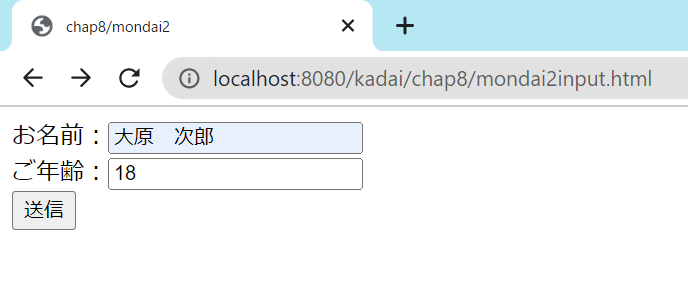 chap8/mondai2
localhost:8080/kadai/chap8/mondai2input.html
お名前：大原　次郎
ご年齢：18
送信